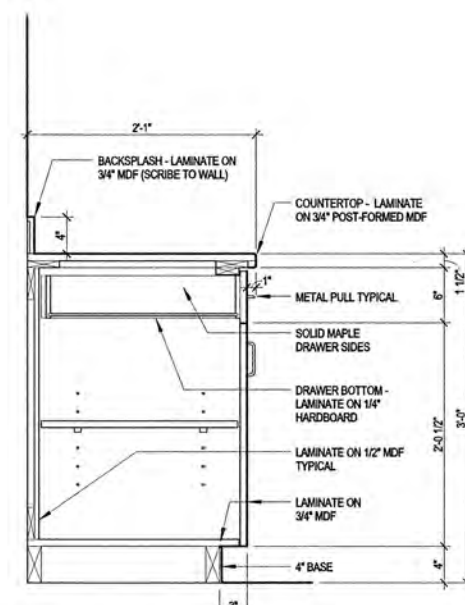 2'-1"
BACKSPLASH - LAMINATE ON
3/4" MDF (SCRIBE TO WALL)
4"
COUNTERTOP - LAMINATE
ON 3/4" POST-FORMED MDF
1"
METAL PULL TYPICAL
6"
1 1/2"
SOLID MAPLE
DRAWER SIDES
DRAWER BOTTOM -
LAMINATE ON 1/4"
HARDBOARD
2'-0 1/2"
3'-0"
LAMINATE ON 1/2" MDF
TYPICAL
LAMINATE ON
3/4" MDF
4" BASE
4"